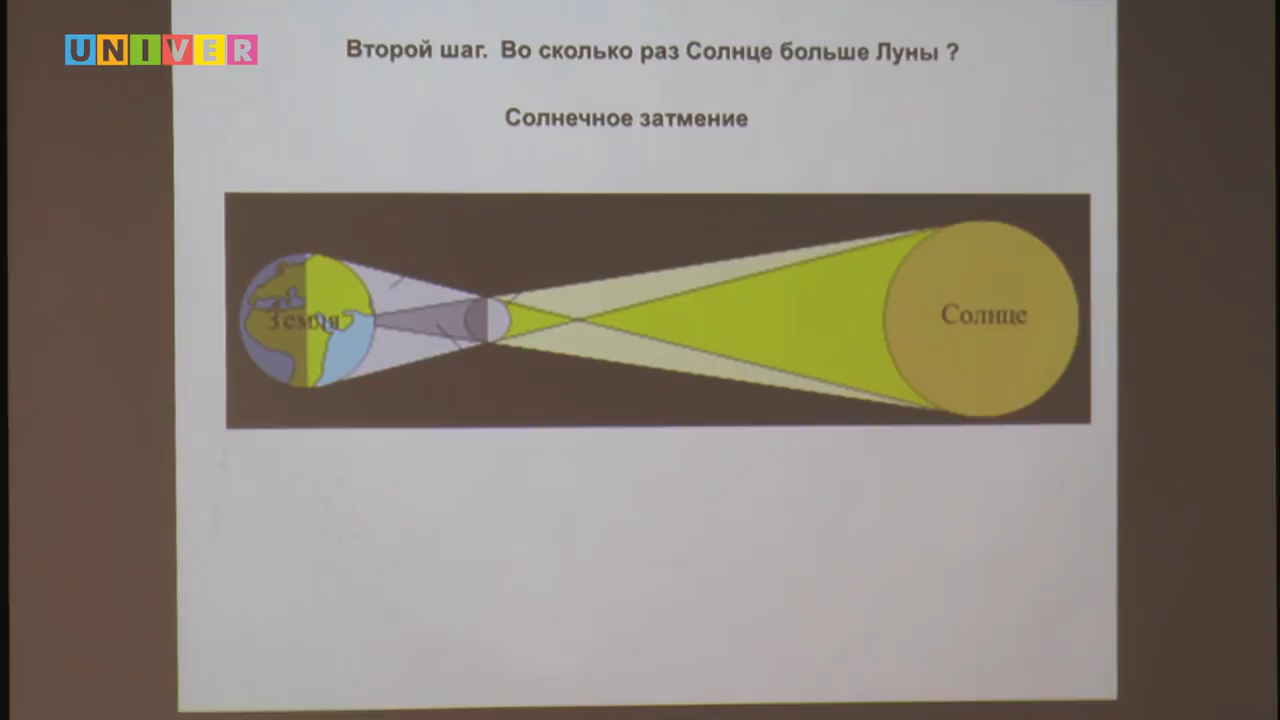 UNIVER
Второй шаг. Во сколько раз Солнце больше Луны ?
Солнечное затмение
Земля
Солнце